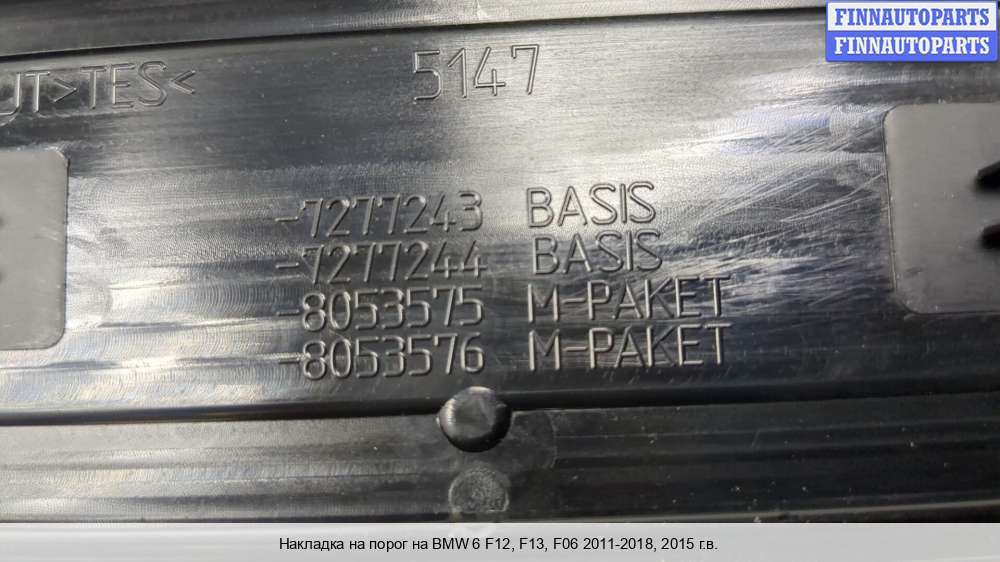 FINNAUTOPARTS
FINNAUTOPARTS
>TES<
5147
-7277243 BASIS
-7277244 BASIS
-8053575 M-PAKET
-8053576 M-PAKET
Накладка на порог на BMW 6 F12, F13, F06 2011-2018, 2015 г.в.